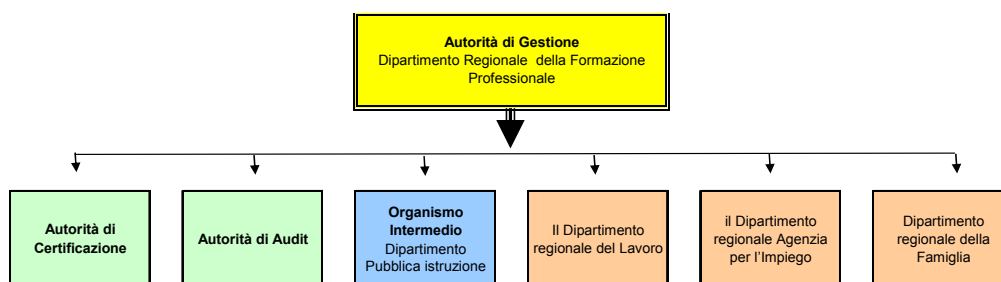 Autorità di Gestione
Dipartimento Regionale della Formazione
Professionale
Autorità di
Certificazione
Autorità di Audit
Organismo
Intermedio
Dipartimento
Pubblica istruzione
Il Dipartimento
regionale del Lavoro
il Dipartimento
regionale Agenzia
per l'Impiego
Dipartimento
regionale della
Famiglia